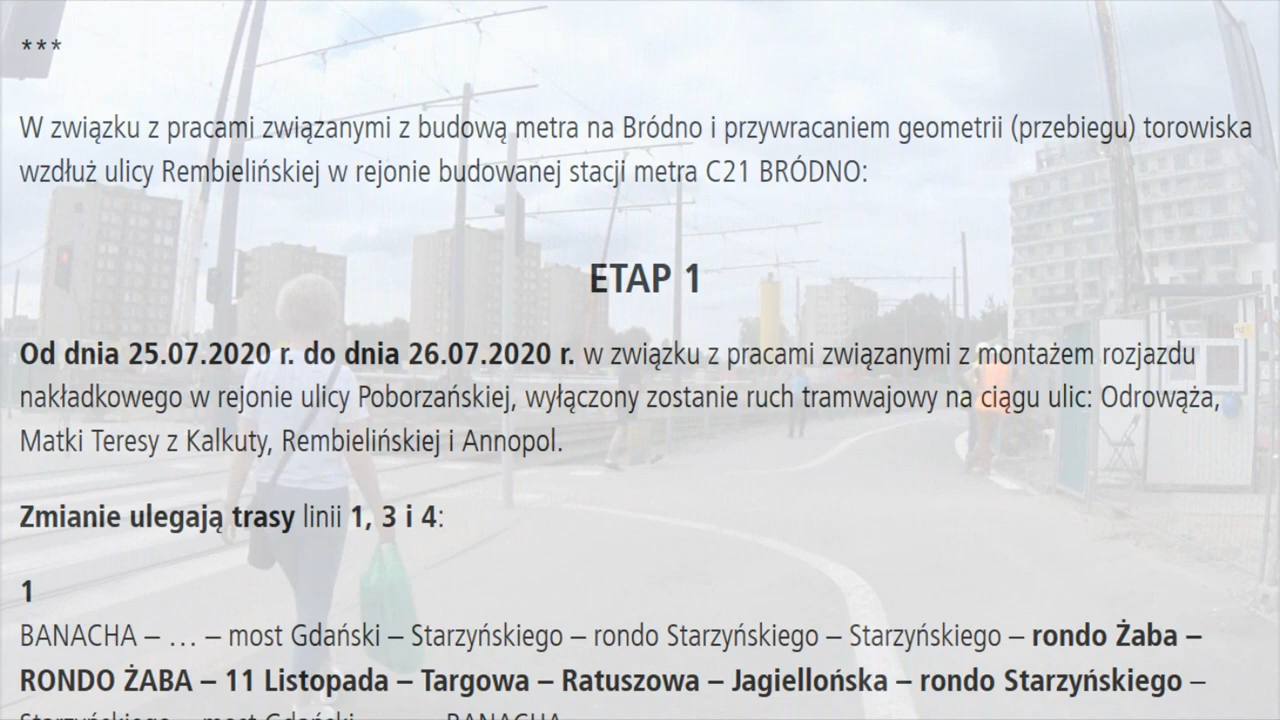 ***
W związku z pracami związanymi z budową metra na Bródno i przywracaniem geometrii (przebiegu) torowiska
wzdłuż ulicy Rembielińskiej w rejonie budowanej stacji metra C21 BRÓDNO:
ETAP 1
Od dnia 25.07.2020 r. do dnia 26.07.2020 r. w związku z pracami związanymi z montażem rozjazdu
nakładkowego w rejonie ulicy Poborzańskiej, wyłączony zostanie ruch tramwajowy na ciągu ulic: Odrowąża,
Matki Teresy z Kalkuty, Rembielińskiej i Annopol.
Zmianie ulegają trasy linii 1, 3 i 4:
1
BANACHA – … – most Gdański – Starzyńskiego – rondo Starzyńskiego – Starzyńskiego – rondo Żaba –
RONDO ŻABA – 11 Listopada – Targowa – Ratuszowa – Jagiellońska – rondo Starzyńskiego –
Starzyńskiego – most Gdański – … – BANACHA